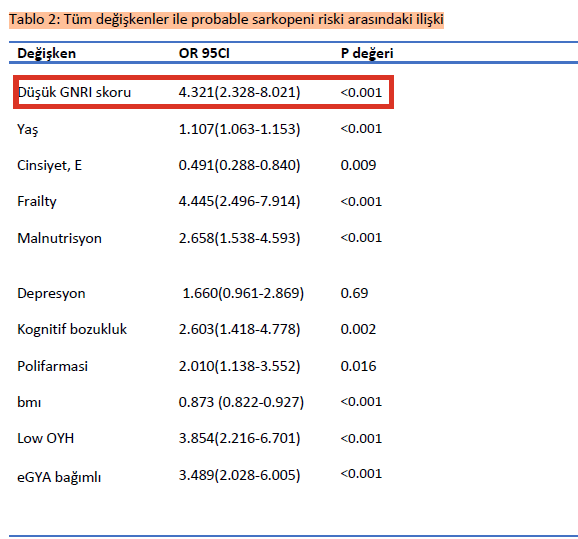 Tablo 2: Tüm değişkenler ile probable sarkopeni riski arasındaki ilişki
Değişken OR 95CI P değeri
Düşük GNRI skoru 4.321(2.328-8.021) <0.001
Yaş 1.107(1.063-1.153) <0.001
Cinsiyet, E 0.491(0.288-0.840) 0.009
Frailty 4.445(2.496-7.914) <0.001
Malnutrisyon 2.658(1.538-4.593) <0.001
Depresyon 1.660(0.961-2.869) 0.69
Kognitif bozukluk 2.603(1.418-4.778) 0.002
Polifarmasi 2.010(1.138-3.552) 0.016
bmı 0.873 (0.822-0.927) <0.001
Low OYH 3.854(2.216-6.701) <0.001
eGYA bağımlı 3.489(2.028-6.005) <0.001